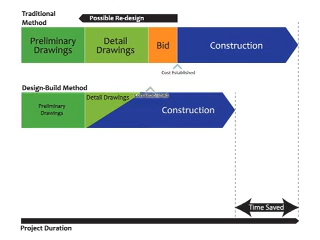 Traditional
Method
Possible Re-design
Preliminary
Drawings
Detail
Drawings
Bid
Construction
Cost Established
Design-Build Method
Preliminary
Drawings
Detail Drawings
Construction
Time Saved
Project Duration